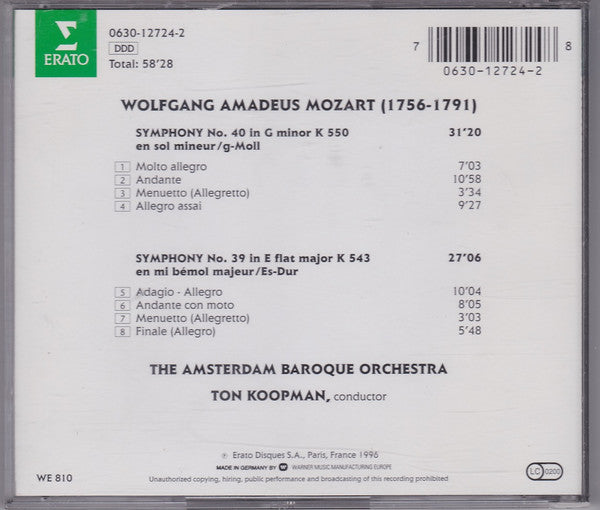 ERATO
0630-12724-2
DDD
Total: 58'28
7 8
0630-12724-2
WOLFGANG AMADEUS MOZART (1756-1791)
SYMPHONY No. 40 in G minor K 550 31'20
en sol mineur/g-Moll
1 Molto allegro 7'03
2 Andante 10'58
3 Menuetto (Allegretto) 3'34
4 Allegro assai 9'27
SYMPHONY No. 39 in E flat major K 543 27'06
en mi bémol majeur/Es-Dur
5 Adagio - Allegro 10'04
6 Andante con moto 8'05
7 Menuetto (Allegretto) 3'03
8 Finale (Allegro) 5'48
THE AMSTERDAM BAROQUE ORCHESTRA
TON KOOPMAN, conductor
℗ Erato Disques S.A., Paris, France 1996
MADE IN GERMANY BY WARNER MUSIC MANUFACTURING EUROPE
WE 810
LC 0200
Unauthorized copying, hiring, public performance and broadcasting of this recording prohibited